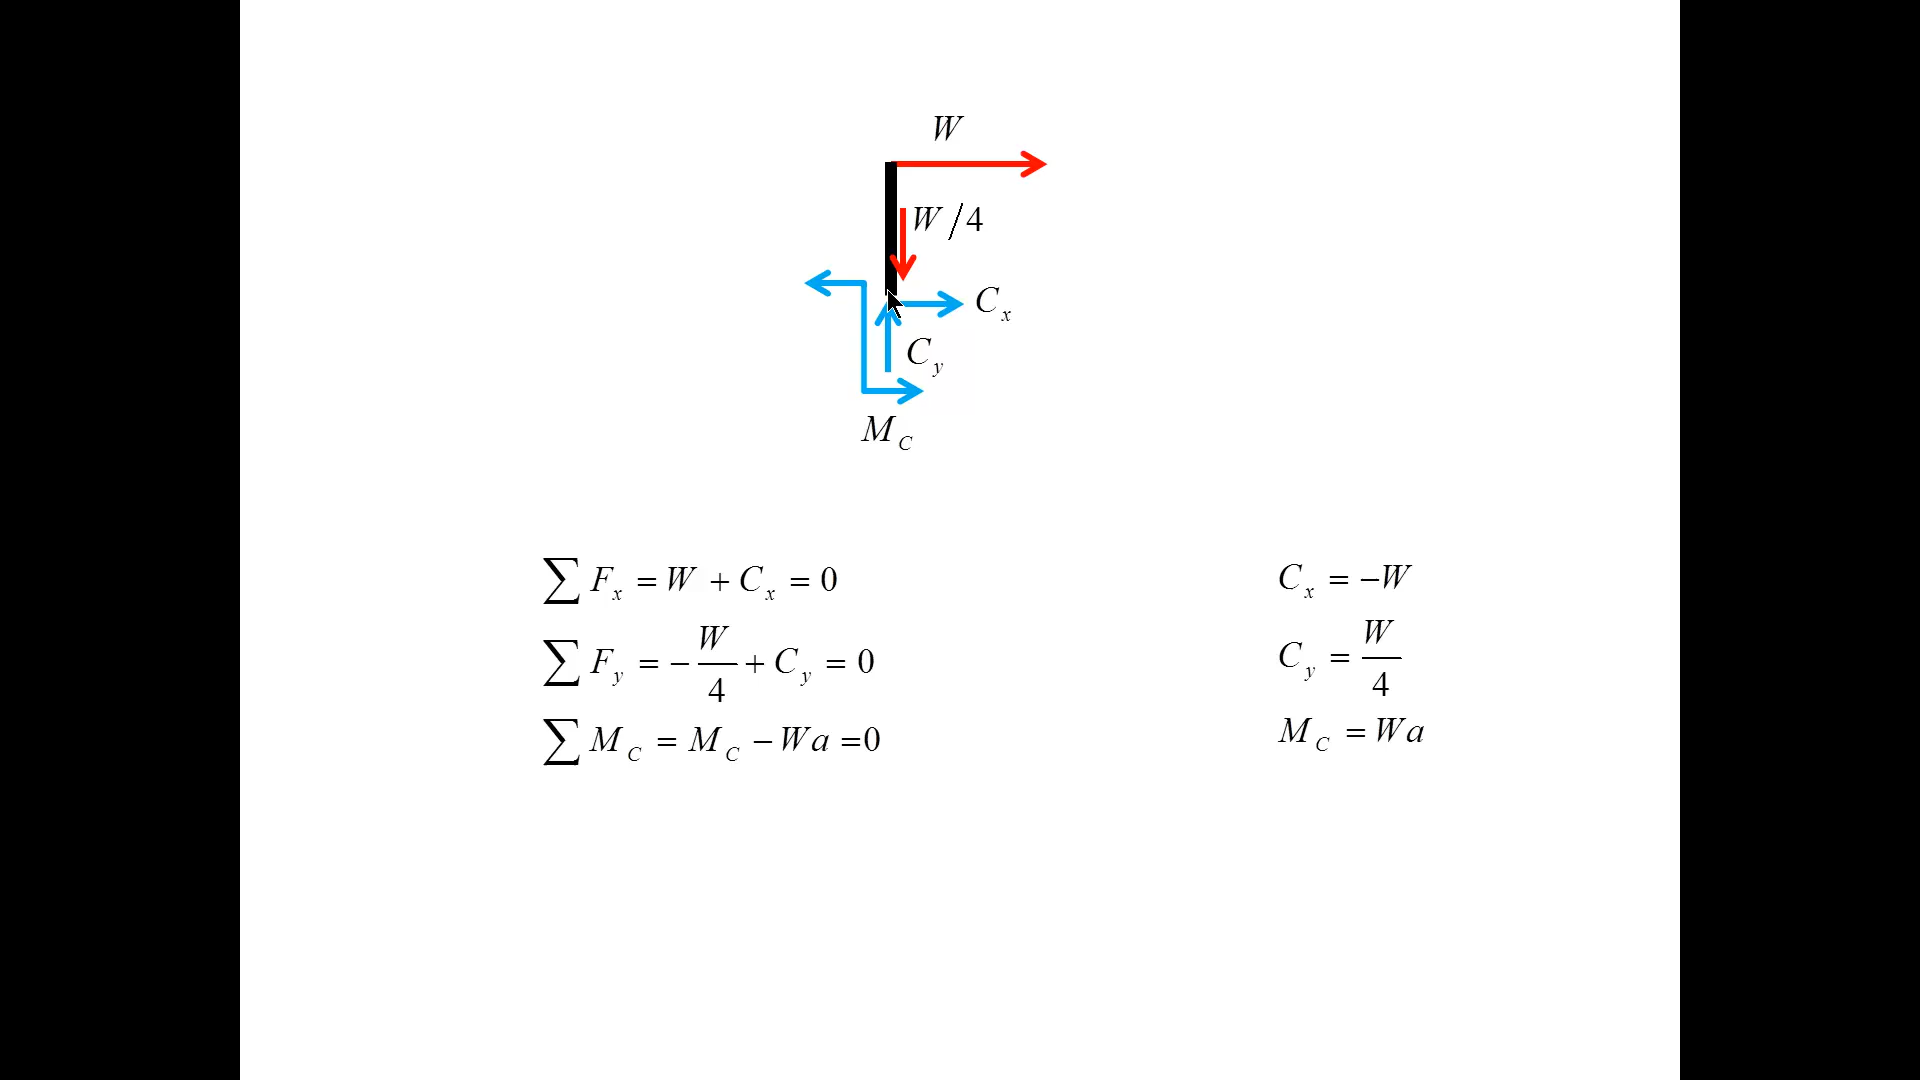 W
W/4
C_x
C_y
M_C
∑ F_x = W + C_x = 0
C_x = −W
∑ F_y = − W/4 + C_y = 0
C_y = W/4
∑ M_C = M_C − Wa = 0
M_C = Wa